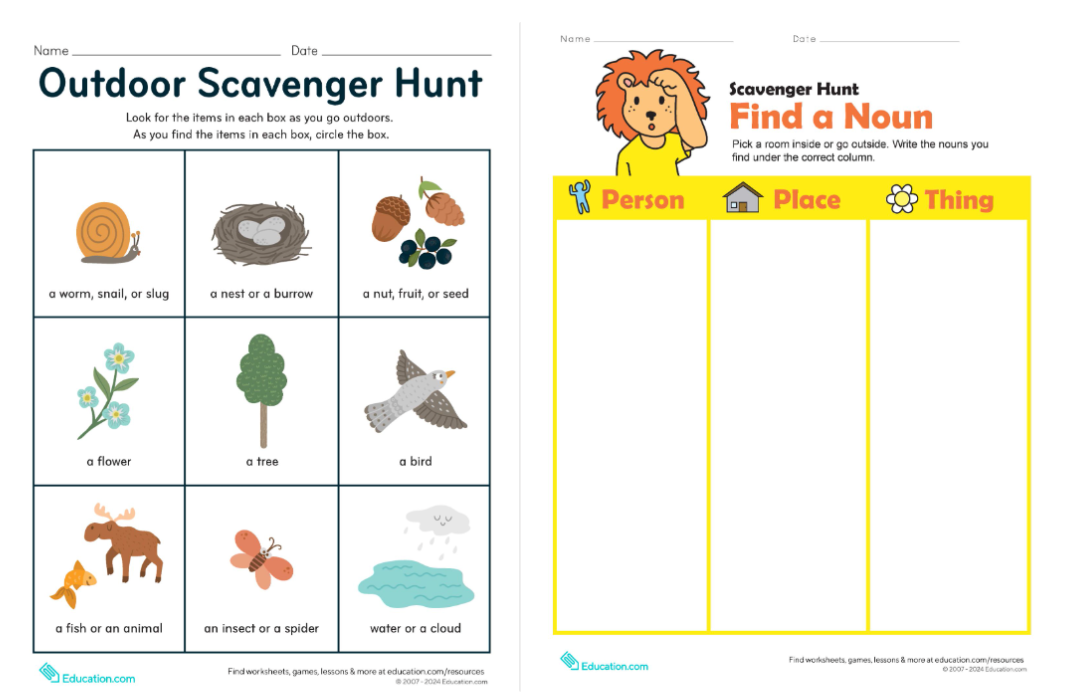 Name Date
Outdoor Scavenger Hunt
Look for the items in each box as you go outdoors.
As you find the items in each box, circle the box.
a worm, snail, or slug
a nest or a burrow
a nut, fruit, or seed
a flower
a tree
a bird
a fish or an animal
an insect or a spider
water or a cloud
Education.com
Find worksheets, games, lessons & more at education.com/resources
© 2007 - 2024 Education.com
Name Date
Scavenger Hunt
Find a Noun
Pick a room inside or go outside. Write the nouns you
find under the correct column.
Person
Place
Thing
Education.com
Find worksheets, games, lessons & more at education.com/resources
© 2007 - 2024 Education.com